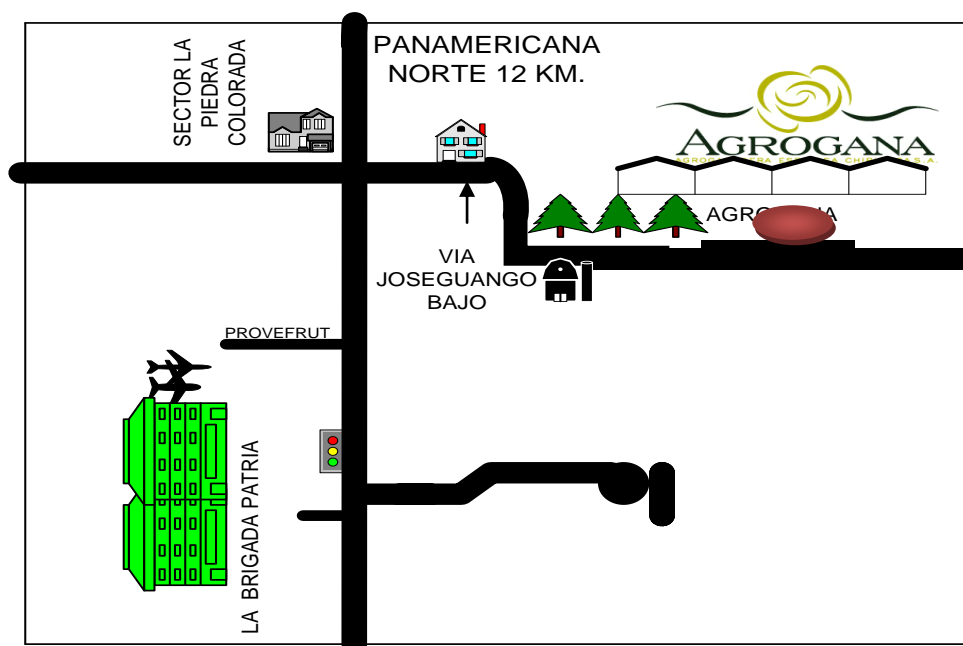 PANAMERICANA
NORTE 12 KM.
SECTOR LA
PIEDRA
COLORADA
AGROGANA
S.A.
VIA
JOSEGUANGO
BAJO
PROVEFRUT
LA BRIGADA PATRIA